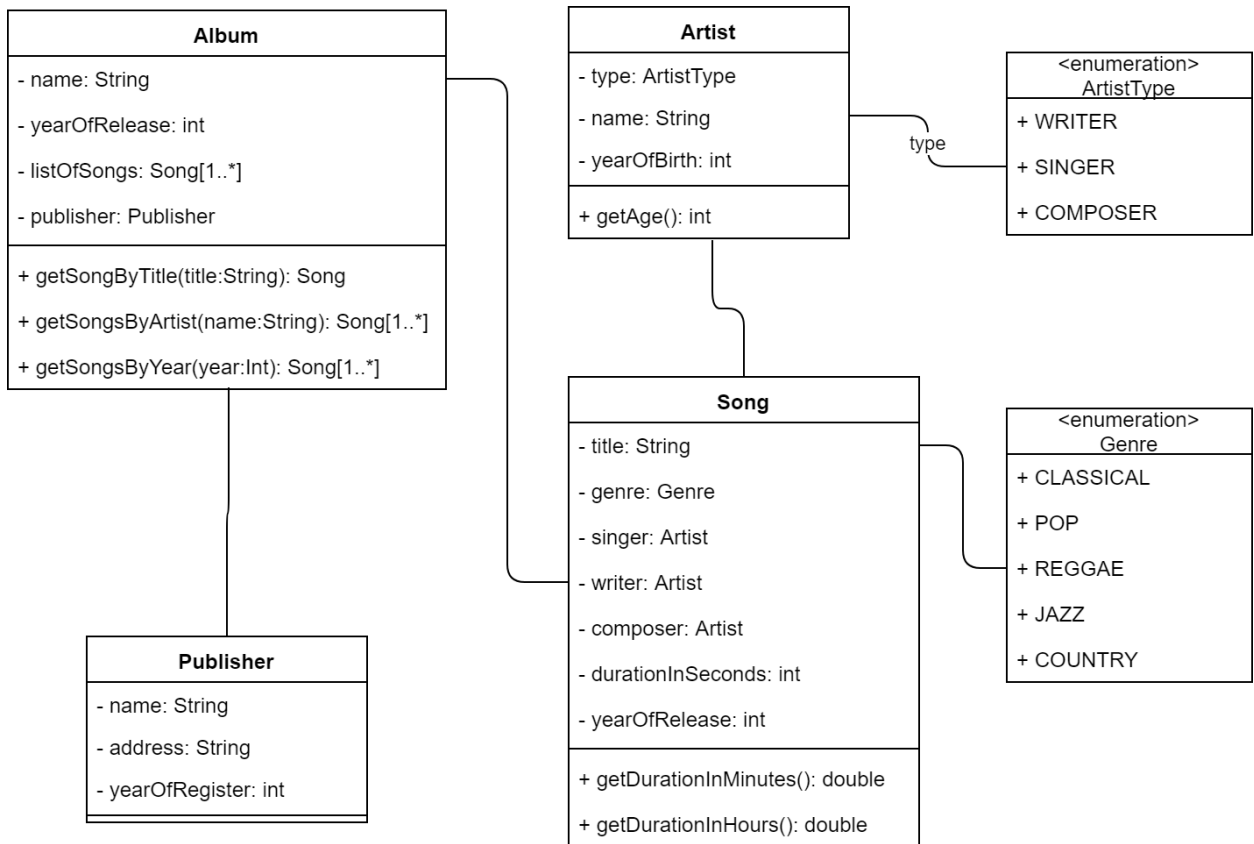 Album
- name: String
- yearOfRelease: int
- listOfSongs: Song[1..*]
- publisher: Publisher
+ getSongByTitle(title:String): Song
+ getSongsByArtist(name:String): Song[1..*]
+ getSongsByYear(year:Int): Song[1..*]
Artist
- type: ArtistType
- name: String
- yearOfBirth: int
+ getAge(): int
type
<enumeration>
ArtistType
+ WRITER
+ SINGER
+ COMPOSER
Song
- title: String
- genre: Genre
- singer: Artist
- writer: Artist
- composer: Artist
- durationInSeconds: int
- yearOfRelease: int
+ getDurationInMinutes(): double
+ getDurationInHours(): double
<enumeration>
Genre
+ CLASSICAL
+ POP
+ REGGAE
+ JAZZ
+ COUNTRY
Publisher
- name: String
- address: String
- yearOfRegister: int